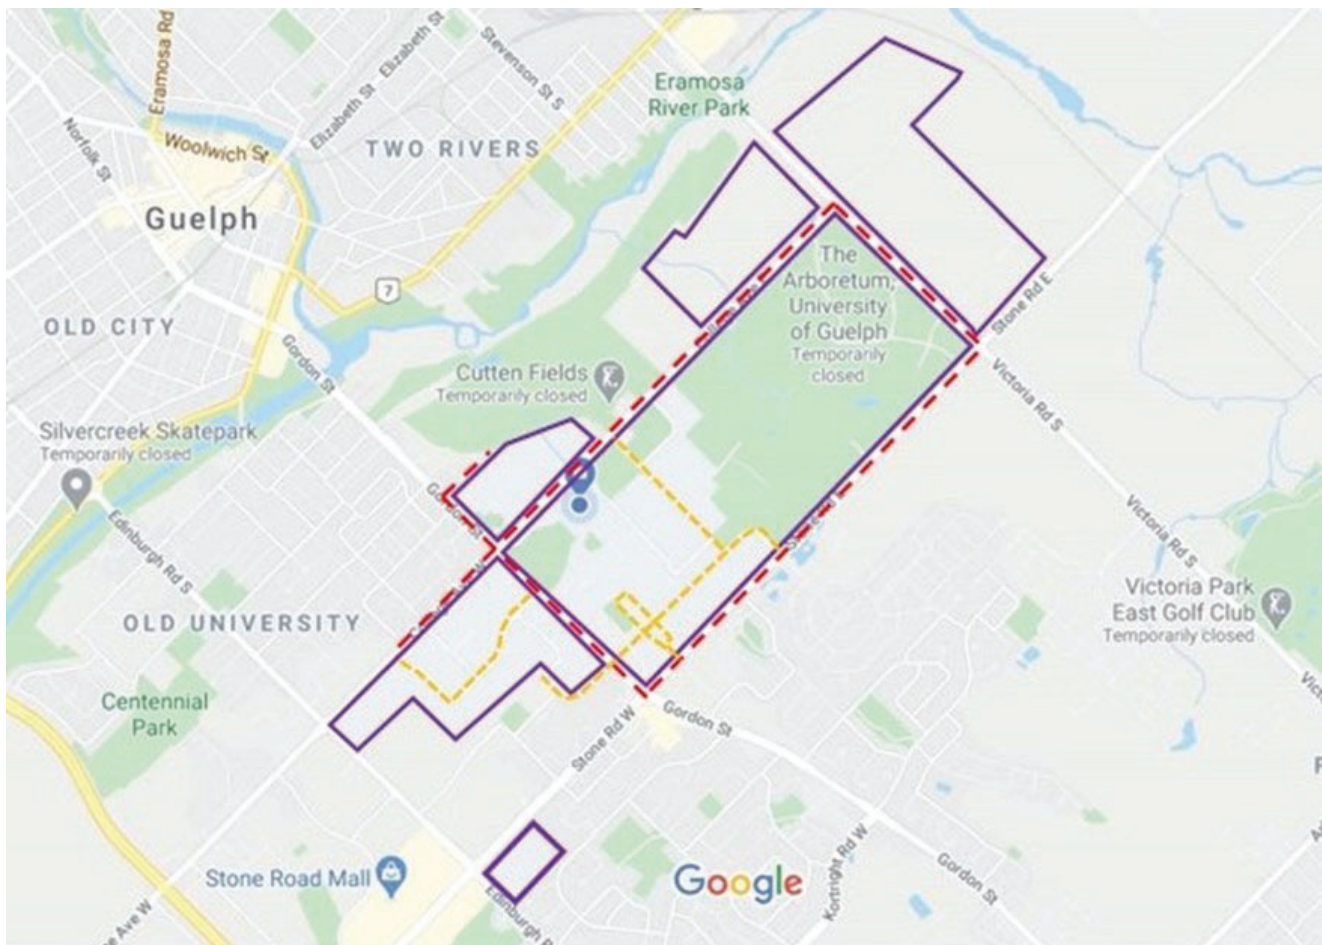 Eramosa Rd
Elizabeth St
Elizabeth St
Stevenson St S
Eramosa
River Park
Norfolk St
Woolwich St
TWO RIVERS
Guelph
7
The
Arboretum,
University
of Guelph
Temporarily
closed
Stone Rd E
OLD CITY
Gordon St
Cutten Fields
Temporarily closed
Victoria Rd S
Silvercreek Skatepark
Temporarily closed
Gordon St
Edinburgh Rd S
Victoria Rd S
Victoria Park
East Golf Club
Temporarily closed
OLD UNIVERSITY
Centennial
Park
Gordon St
Stone Rd W
Stone Road Mall
Google
Kortright Rd W
Gordon St
Edinburgh R
Ave W